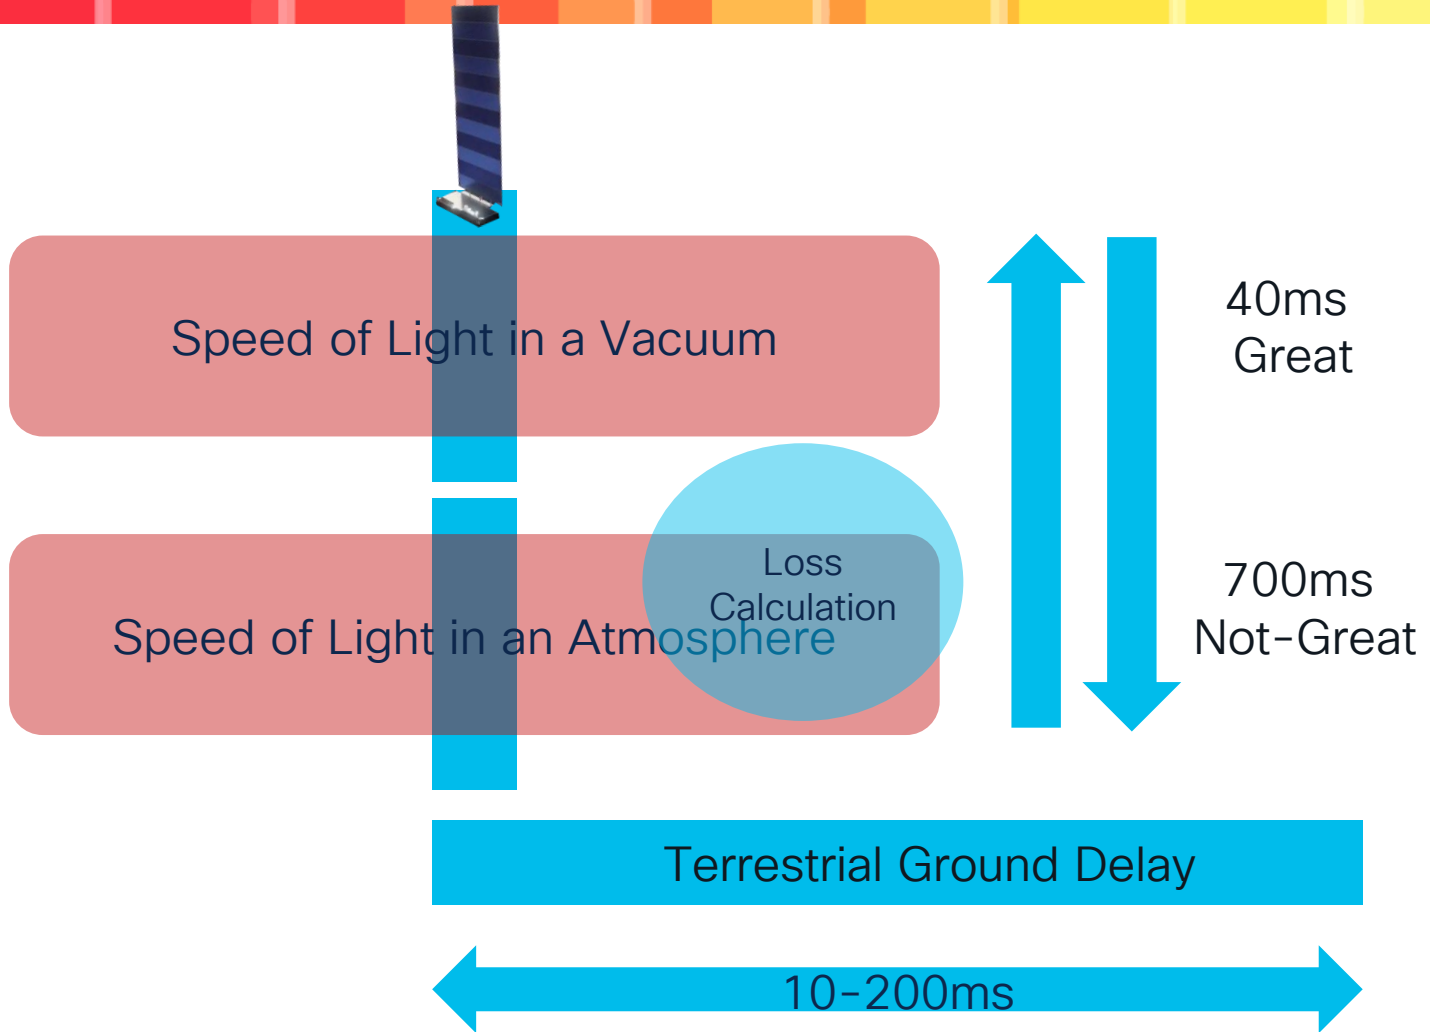 Speed of Light in a Vacuum
40ms
Great
Loss
Calculation
Speed of Light in an Atmosphere
700ms
Not-Great
Terrestrial Ground Delay
10-200ms